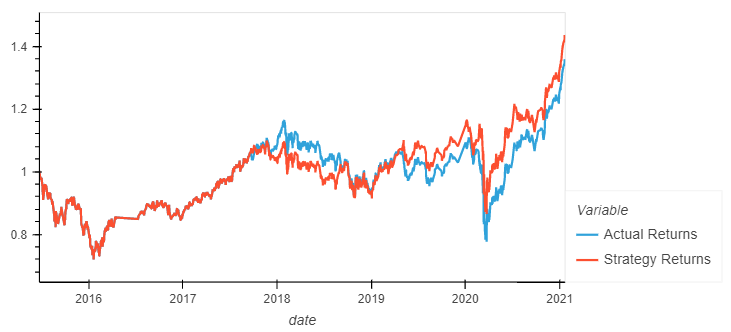 1.4
1.2
1
0.8
2016 2017 2018 2019 2020 2021
date
Variable
Actual Returns
Strategy Returns